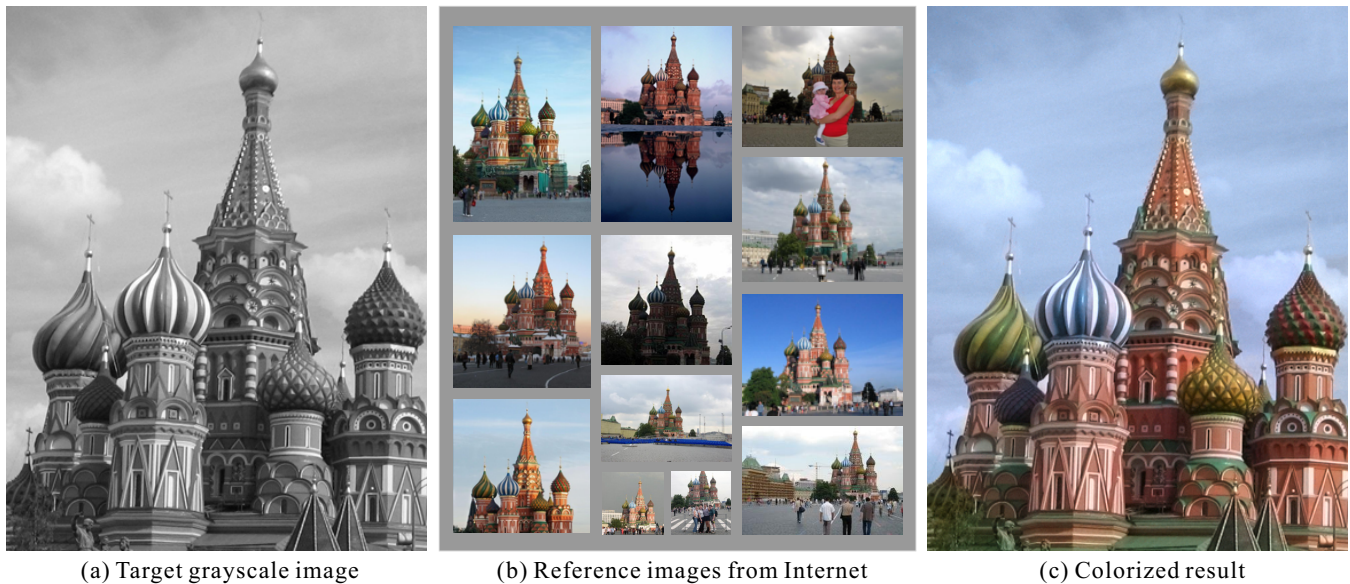 (a) Target grayscale image
(b) Reference images from Internet
(c) Colorized result